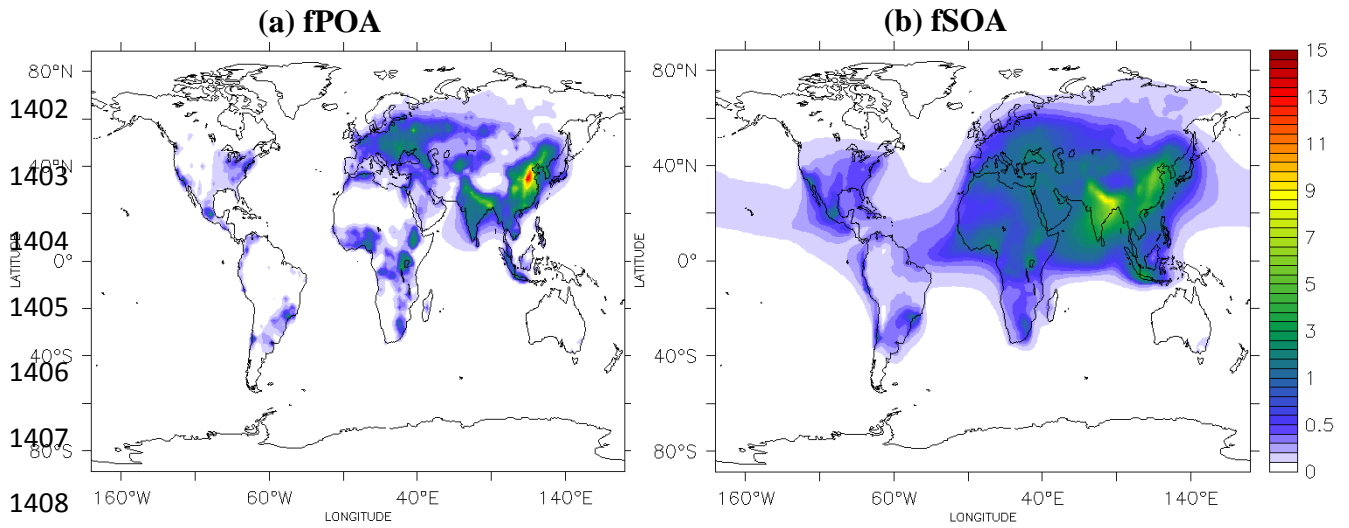 (a) fPOA
(b) fSOA
80°N
40°N
0°
40°S
80°S
LATITUDE
160°W
60°W
40°E
140°E
LONGITUDE
80°N
40°N
0°
40°S
80°S
LATITUDE
160°W
60°W
40°E
140°E
LONGITUDE
15
13
11
9
7
5
3
1
0.5
0
1402
1403
1404
1405
1406
1407
1408